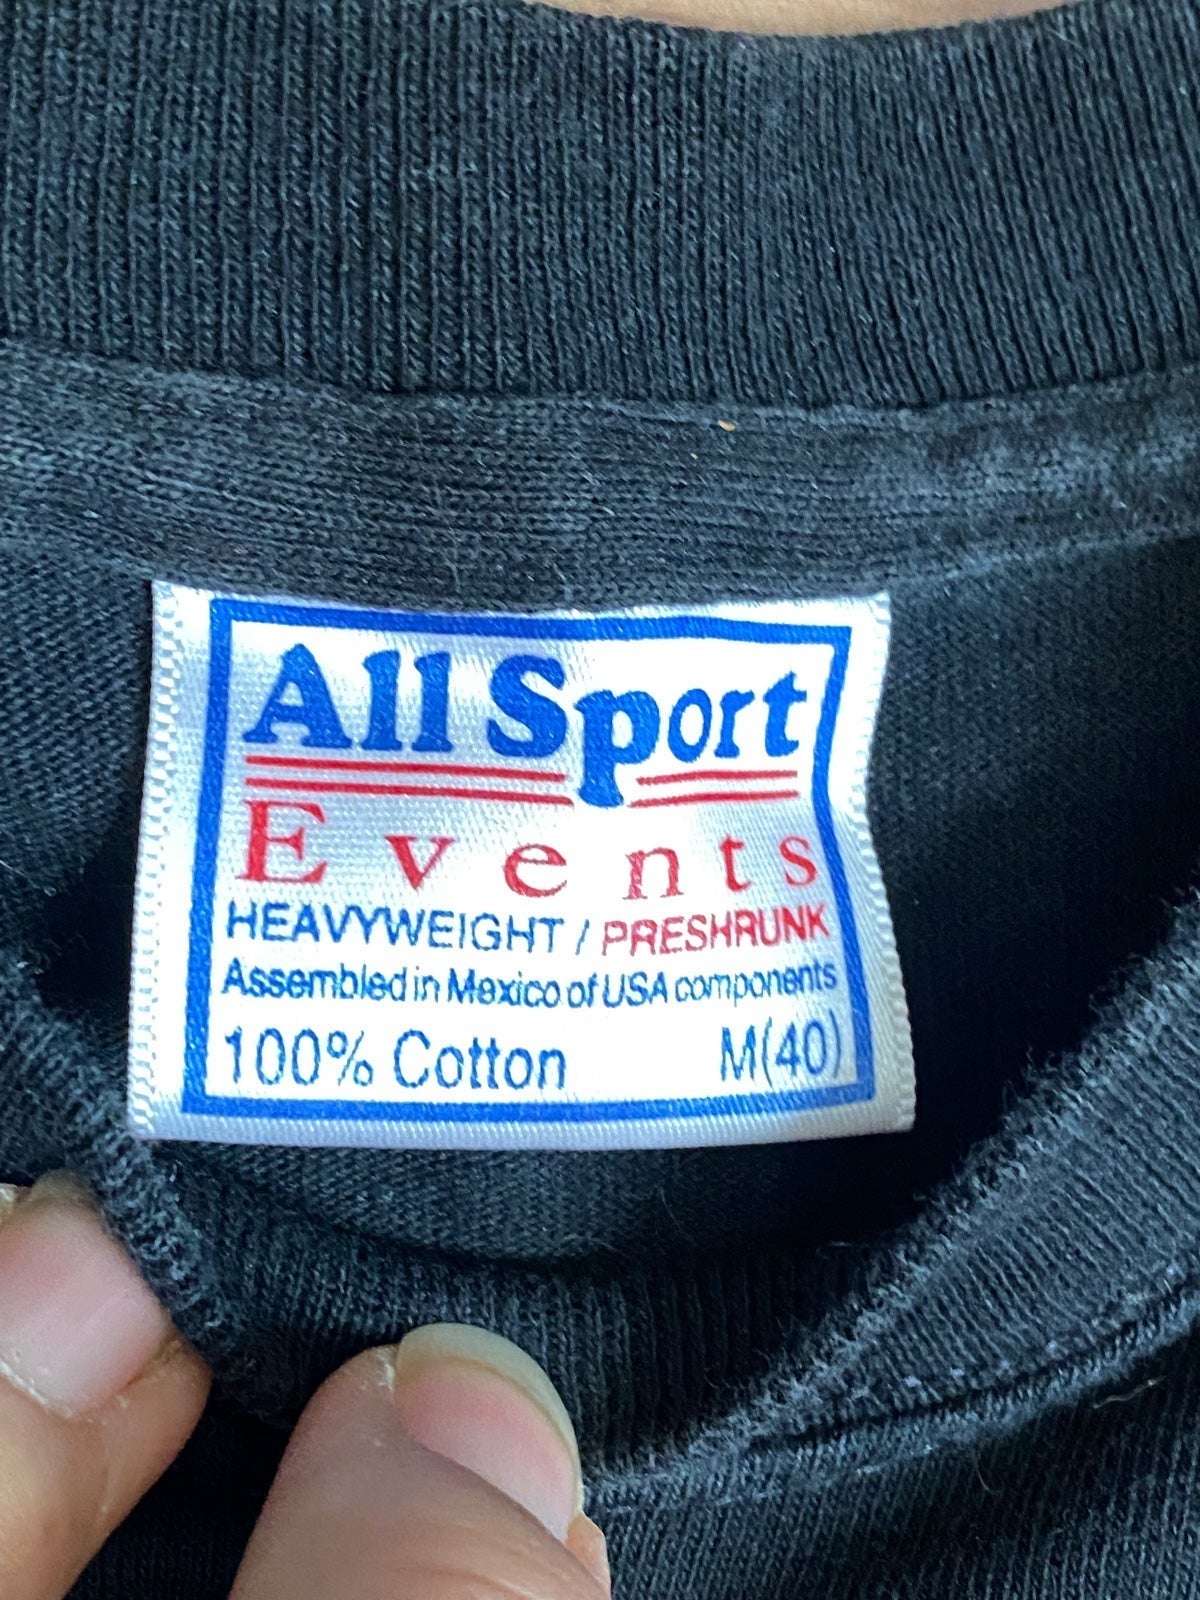 All Sport
Events
HEAVYWEIGHT / PRESHRUNK
Assembled in Mexico of USA components
100% Cotton M(40)